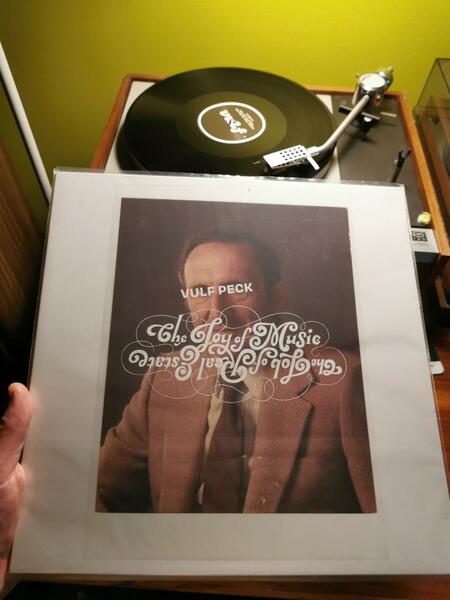 VULF PECK
The Joy of Music
The Job of Real Estate